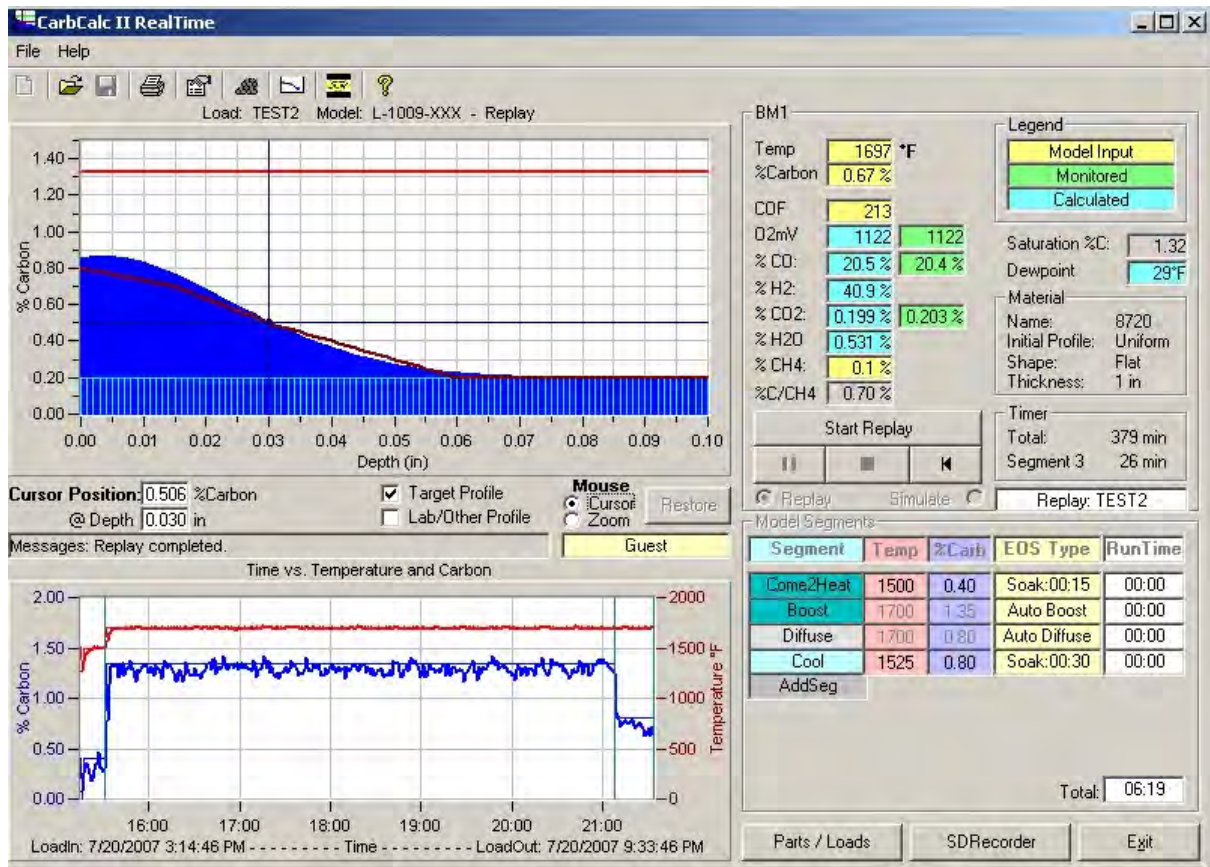 CarbCalc II RealTime
File Help
Load: TEST2 Model: L-1009-XXX - Replay
1.40
1.20
1.00
0.80
0.60
0.40
0.20
0.00
% Carbon
0.00 0.01 0.02 0.03 0.04 0.05 0.06 0.07 0.08 0.09 0.10
Depth (in)
Cursor Position: 0.506 %Carbon
@ Depth 0.030 in
Target Profile
Lab/Other Profile
Mouse
Cursor
Zoom
Restore
Messages: Replay completed.
Guest
Time vs. Temperature and Carbon
2.00
1.50
1.00
0.50
0.00
% Carbon
2000
1500
1000
500
0
Temperature °F
16:00 17:00 18:00 19:00 20:00 21:00
LoadIn: 7/20/2007 3:14:46 PM - - - - - - - - - Time - - - - - - - - - LoadOut: 7/20/2007 9:33:46 PM
BM1
Temp 1697 °F
%Carbon 0.67 %
COF 213
O2mV 1122 1122
% CO: 20.5 % 20.4 %
% H2: 40.9 %
% CO2: 0.199 % 0.203 %
% H2O 0.531 %
% CH4: 0.1 %
%C/CH4 0.70 %
Start Replay
Replay Simulate
Legend
Model Input
Monitored
Calculated
Saturation %C: 1.32
Dewpoint 29°F
Material
Name: 8720
Initial Profile: Uniform
Shape: Flat
Thickness: 1 in
Timer
Total: 379 min
Segment 3 26 min
Replay: TEST2
Model Segments
Segment Temp %Carb EOS Type RunTime
Come2Heat 1500 0.40 Soak:00:15 00:00
Boost 1700 1.35 Auto Boost 00:00
Diffuse 1700 0.80 Auto Diffuse 00:00
Cool 1525 0.80 Soak:00:30 00:00
AddSeg
Total: 06:19
Parts / Loads
SDRecorder
Exit